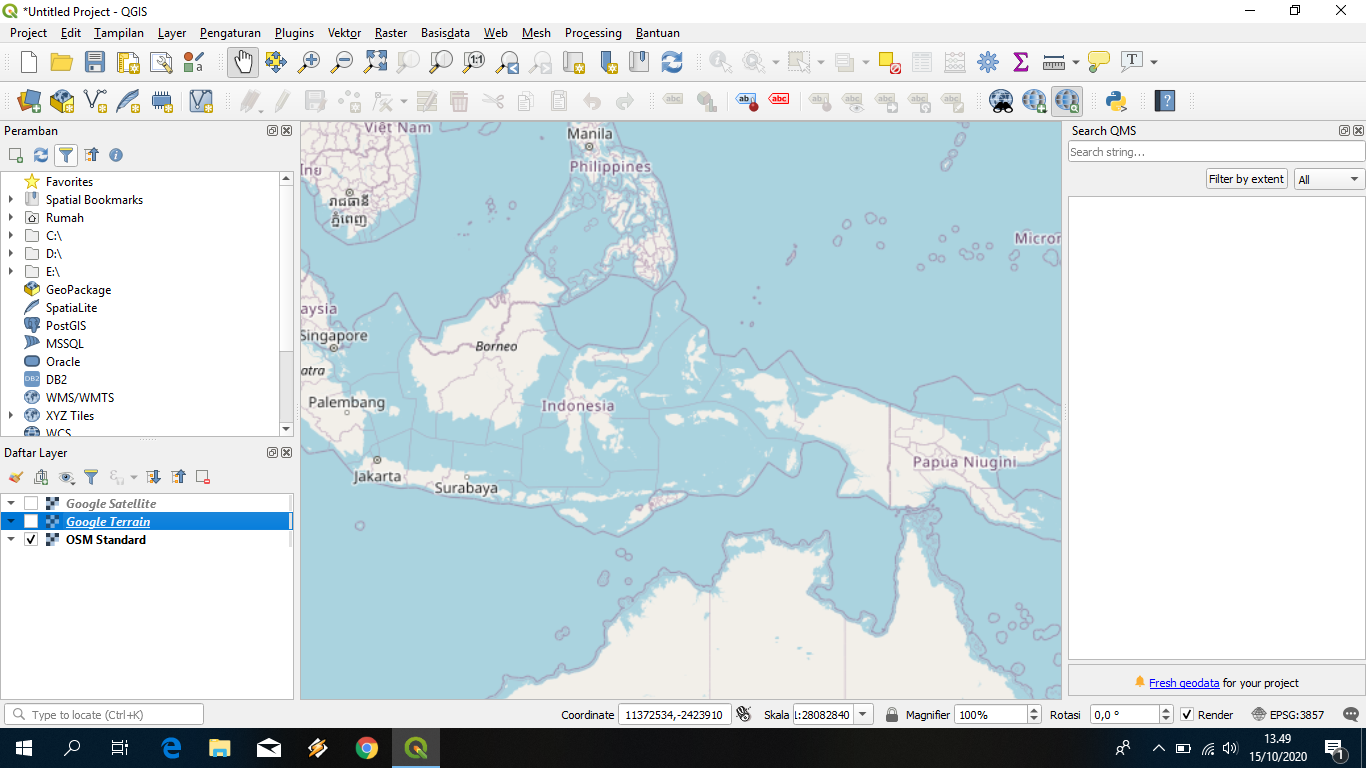 *Untitled Project - QGIS
Project Edit Tampilan Layer Pengaturan Plugins Vektor Raster Basisdata Web Mesh Processing Bantuan
Peramban
Favorites
Spatial Bookmarks
Rumah
C:\
D:\
E:\
GeoPackage
SpatiaLite
PostGIS
MSSQL
Oracle
DB2
WMS/WMTS
XYZ Tiles
WCS
Daftar Layer
Google Satellite
Google Terrain
OSM Standard
Việt Nam
Manila
Philippines
ไทย
រាជធានី
ភ្នំពេញ
Micron
aysia
Singapore
Borneo
atra
Palembang
Indonesia
Jakarta
Surabaya
Papua Niugini
Search QMS
Search string...
Filter by extent All
Fresh geodata for your project
Type to locate (Ctrl+K) Coordinate 11372534,-2423910 Skala 1:28082840 Magnifier 100% Rotasi 0,0 ° Render EPSG:3857
13.49
15/10/2020
1